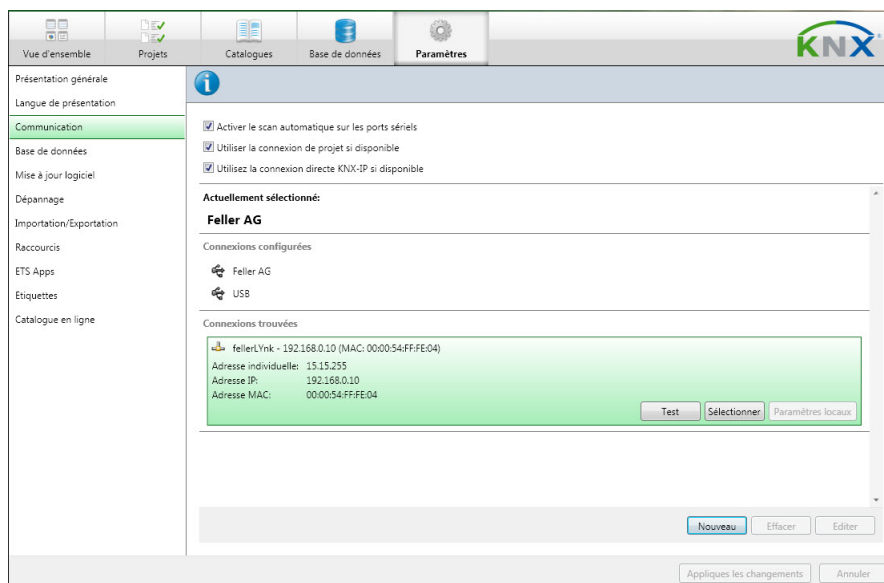 Vue d'ensemble
Projets
Catalogues
Base de données
Paramètres
KNX
Présentation générale
Langue de présentation
Communication
Base de données
Mise à jour logiciel
Dépannage
Importation/Exportation
Raccourcis
ETS Apps
Etiquettes
Catalogue en ligne
Activer le scan automatique sur les ports sériels
Utiliser la connexion de projet si disponible
Utilisez la connexion directe KNX-IP si disponible
Actuellement sélectionné:
Feller AG
Connexions configurées
Feller AG
USB
Connexions trouvées
fellerLYnk - 192.168.0.10 (MAC: 00:00:54:FF:FE:04)
Adresse individuelle: 15.15.255
Adresse IP: 192.168.0.10
Adresse MAC: 00:00:54:FF:FE:04
Test
Sélectionner
Paramètres locaux
Nouveau
Effacer
Editer
Appliques les changements
Annuler